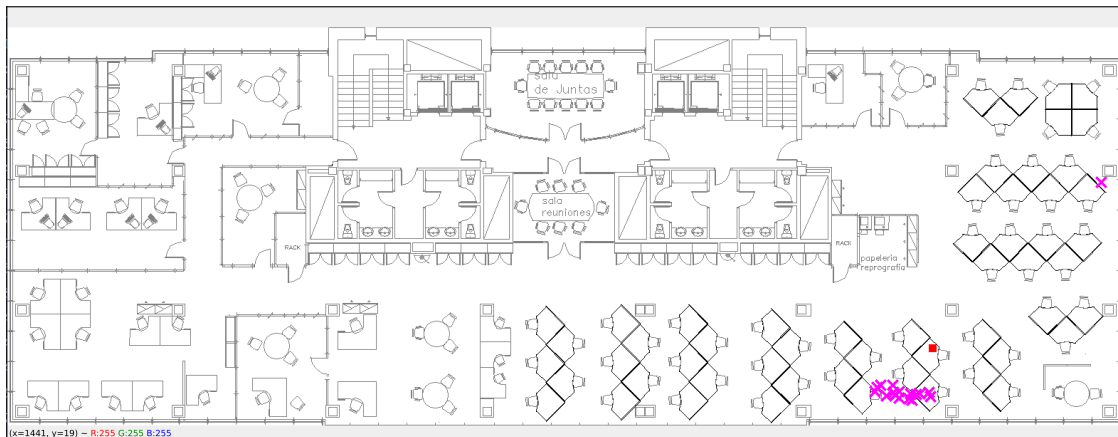 sala
de Juntas
sala
reuniones
RACK
RACK
papeleria
reprografia
(x=1441, y=19) ~ R:255 G:255 B:255